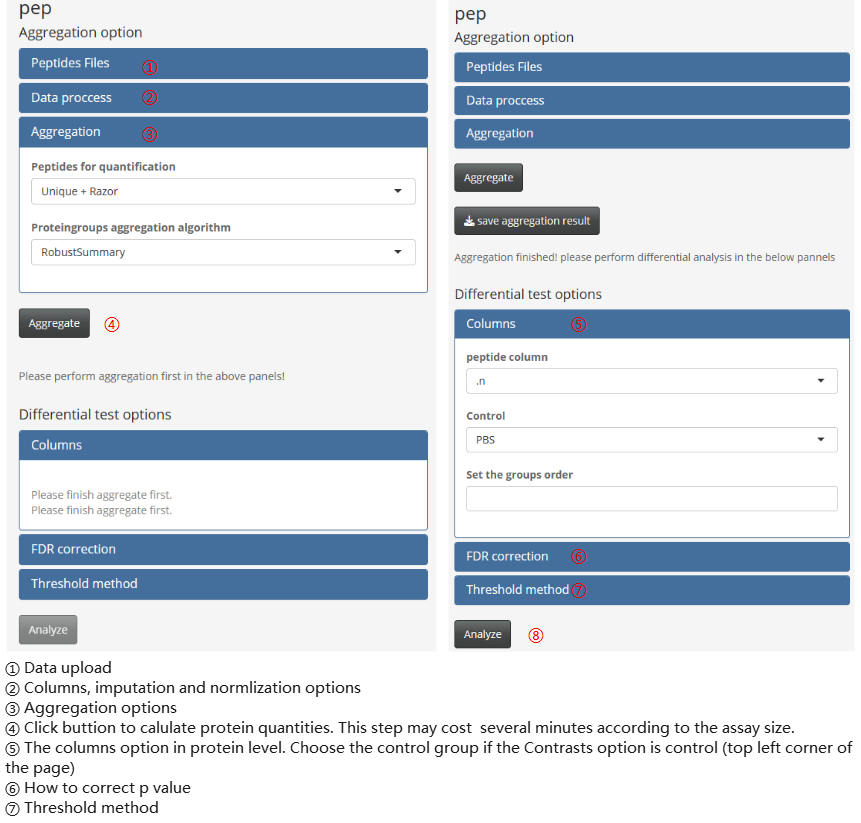 pep
Aggregation option
Peptides Files ①
Data proccess ②
Aggregation ③
Peptides for quantification
Unique + Razor
Proteingroups aggregation algorithm
RobustSummary
Aggregate ④
Please perform aggregation first in the above panels!
Differential test options
Columns
Please finish aggregate first.
Please finish aggregate first.
FDR correction
Threshold method
Analyze
pep
Aggregation option
Peptides Files
Data proccess
Aggregation
Aggregate
save aggregation result
Aggregation finished! please perform differential analysis in the below pannels
Differential test options
Columns ⑤
peptide column
.n
Control
PBS
Set the groups order
FDR correction ⑥
Threshold method ⑦
Analyze ⑧
① Data upload
② Columns, imputation and normlization options
③ Aggregation options
④ Click buttion to calulate protein quantities. This step may cost several minutes according to the assay size.
⑤ The columns option in protein level. Choose the control group if the Contrasts option is control (top left corner of
the page)
⑥ How to correct p value
⑦ Threshold method